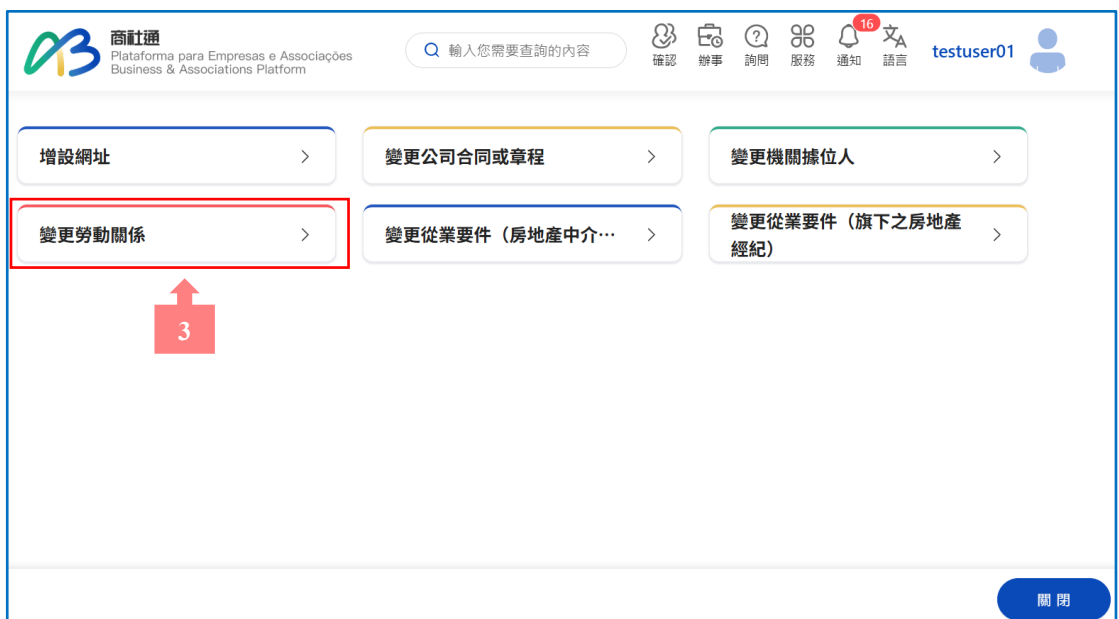 商社通
Plataforma para Empresas e Associações
Business & Associations Platform
輸入您需要查詢的內容
16
確認 辦事 詢問 服務 通知 語言
testuser01
增設網址
變更公司合同或章程
變更機關據位人
變更勞動關係
變更從業要件（房地產中介…
變更從業要件（旗下之房地產
經紀）
3
關閉